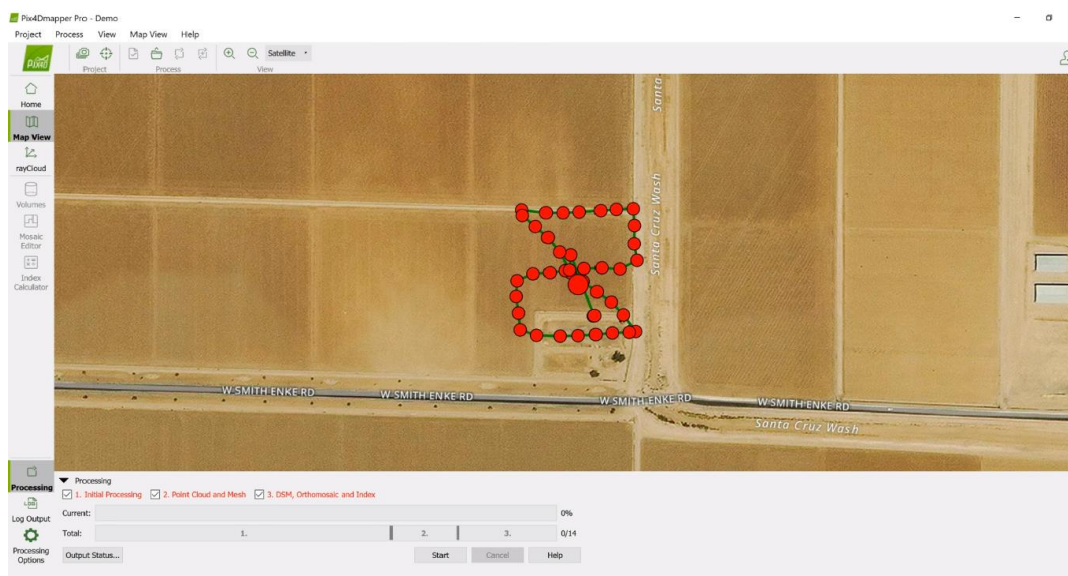 Pix4Dmapper Pro - Demo
Project Process View Map View Help
PIX4D
Satellite
Project Process View
Home
Map View
rayCloud
Volumes
Mosaic
Editor
Index
Calculator
Santa
Santa Cruz Wash
W SMITH ENKE RD W SMITH ENKE RD W SMITH ENKE RD W SMITH ENKE RD
Santa Cruz Wash
Processing
Log Output
Processing
Options
Processing
1. Initial Processing 2. Point Cloud and Mesh 3. DSM, Orthomosaic and Index
Current: 0%
Total: 1. 2. 3. 0/14
Output Status... Start Cancel Help